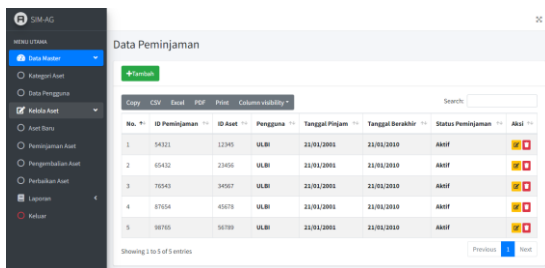 SIM-AG
MENU UTAMA
Data Master
Kategori Aset
Data Pengguna
Kelola Aset
Aset Baru
Peminjaman Aset
Pengembalian Aset
Perbaikan Aset
Laporan
Keluar
Data Peminjaman
+Tambah
Copy CSV Excel PDF Print Column visibility
Search:
No. ID Peminjaman ID Aset Pengguna Tanggal Pinjam Tanggal Berakhir Status Peminjaman Aksi
1 54321 12345 ULBI 21/01/2001 21/01/2010 Aktif
2 65432 23456 ULBI 21/01/2001 21/01/2010 Aktif
3 76543 34567 ULBI 21/01/2001 21/01/2010 Aktif
4 87654 45678 ULBI 21/01/2001 21/01/2010 Aktif
5 98765 56789 ULBI 21/01/2001 21/01/2010 Aktif
Showing 1 to 5 of 5 entries
Previous 1 Next